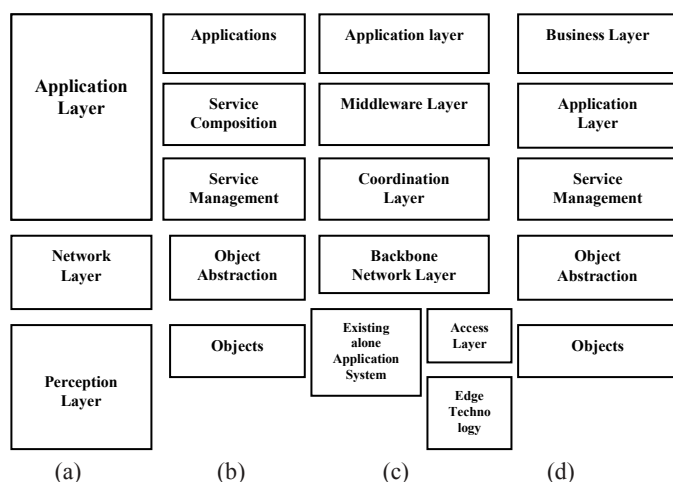 Application
Layer
Network
Layer
Perception
Layer
(a)
Applications
Service
Composition
Service
Management
Object
Abstraction
Objects
(b)
Application layer
Middleware Layer
Coordination
Layer
Backbone
Network Layer
Existing
alone
Application
System
Access
Layer
Edge
Techno
logy
(c)
Business Layer
Application
Layer
Service
Management
Object
Abstraction
Objects
(d)